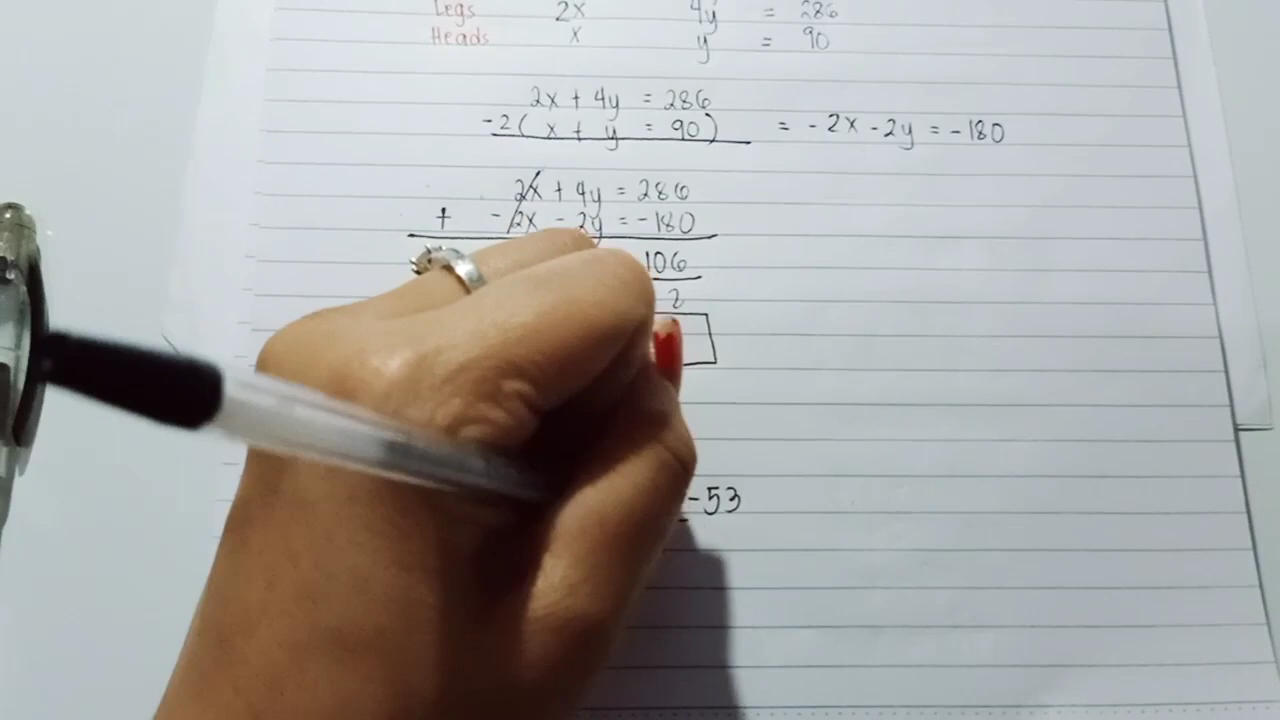 Legs 2x 4y = 286
Heads x y = 90
2x + 4y = 286
-2( x + y = 90) = -2x - 2y = -180
2x + 4y = 286
+ -2x - 2y = -180
106
2
-53